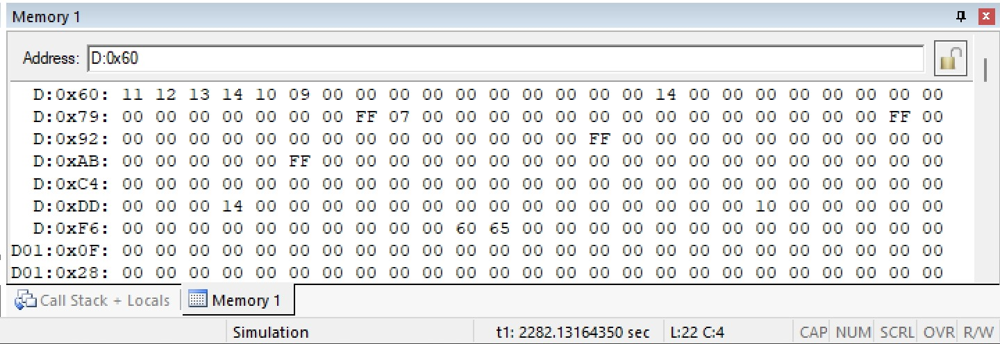 Memory 1
Address: D:0x60
D:0x60: 11 12 13 14 10 09 00 00 00 00 00 00 00 00 00 00 14 00 00 00 00 00 00 00 00
D:0x79: 00 00 00 00 00 00 00 FF 07 00 00 00 00 00 00 00 00 00 00 00 00 00 00 FF 00
D:0x92: 00 00 00 00 00 00 00 00 00 00 00 00 00 00 FF 00 00 00 00 00 00 00 00 00 00
D:0xAB: 00 00 00 00 00 FF 00 00 00 00 00 00 00 00 00 00 00 00 00 00 00 00 00 00 00
D:0xC4: 00 00 00 00 00 00 00 00 00 00 00 00 00 00 00 00 00 00 00 00 00 00 00 00 00
D:0xDD: 00 00 00 14 00 00 00 00 00 00 00 00 00 00 00 00 00 00 00 10 00 00 00 00 00
D:0xF6: 00 00 00 00 00 00 00 00 00 00 60 65 00 00 00 00 00 00 00 00 00 00 00 00 00
D01:0x0F: 00 00 00 00 00 00 00 00 00 00 00 00 00 00 00 00 00 00 00 00 00 00 00 00 00
D01:0x28: 00 00 00 00 00 00 00 00 00 00 00 00 00 00 00 00 00 00 00 00 00 00 00 00 00
Call Stack + Locals Memory 1
Simulation t1: 2282.13164350 sec L:22 C:4 CAP NUM SCRL OVR R/W